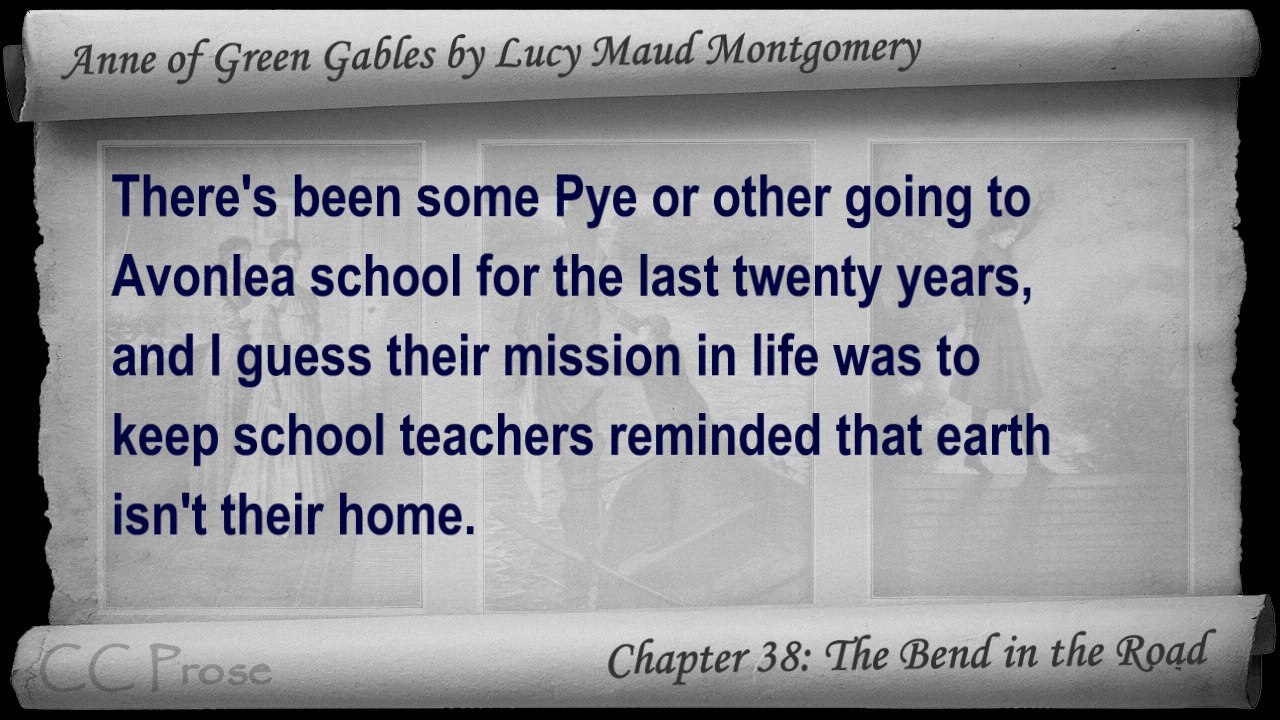 Anne of Green Gables by Lucy Maud Montgomery
There's been some Pye or other going to
Avonlea school for the last twenty years,
and I guess their mission in life was to
keep school teachers reminded that earth
isn't their home.
CC Prose
Chapter 38: The Bend in the Road